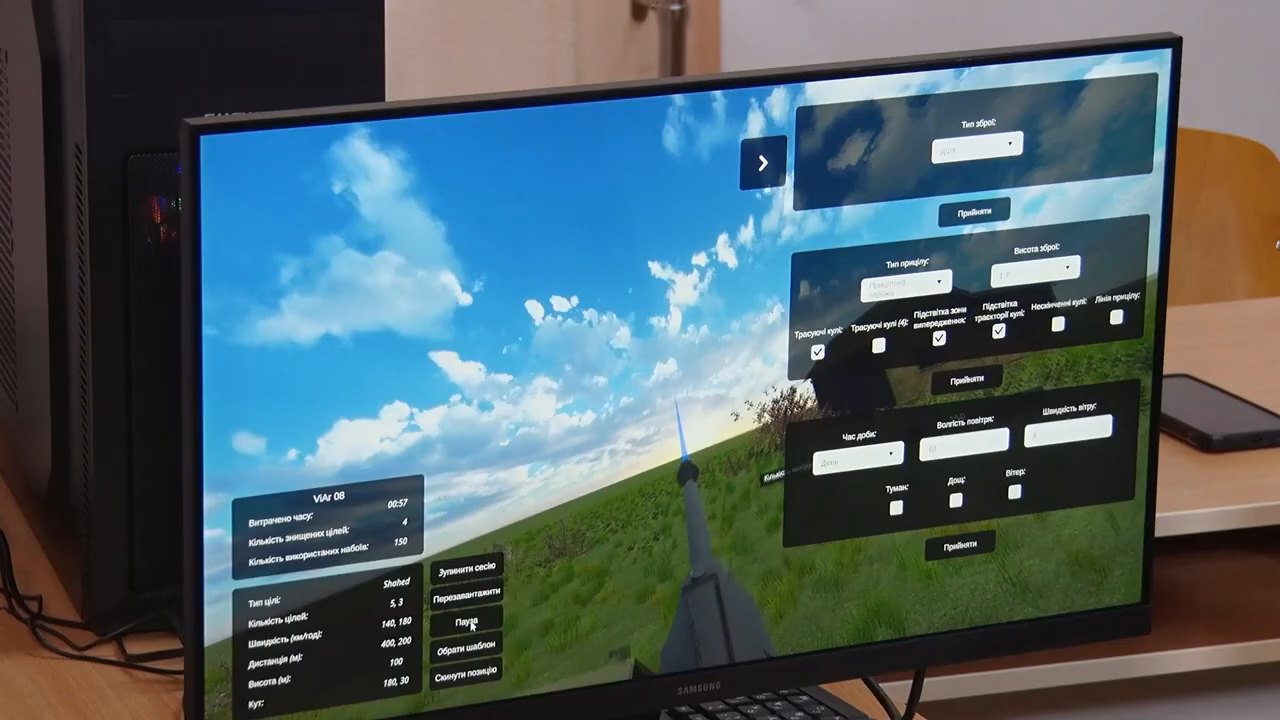 Тип зброї:
дшк
Прийняти
Тип прицілу:
Висота зброї:
Прицільна планка
Трасуючі кулі:
Трасуючі кулі (4):
Підсвітка зони випередження:
Підсвітка траєкторії кулі:
Нескінченні кулі:
Лінія прицілу:
Прийняти
Час доби:
Волгість повітря:
Швидкість вітру:
День
Туман:
Дощ:
Вітер:
Прийняти
ViAr 08
Витрачено часу: 00:57
Кількість знищених цілей: 4
Кількість використаних набоїв: 150
Тип цілі: Shahed
Кількість цілей: 5, 3
Швидкість (км/год): 140, 180
Дистанція (м): 400, 200
Висота (м): 100
Кут: 180, 30
Зупинити сесію
Перезавантажити
Пауза
Обрати шаблон
Скинути позицію
SAMSUNG